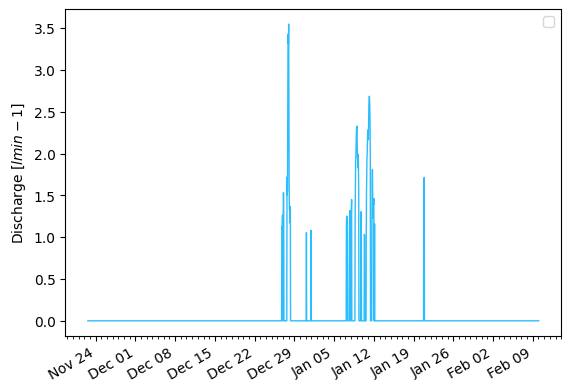 Discharge [lmin − 1]
3.5
3.0
2.5
2.0
1.5
1.0
0.5
0.0
Nov 24
Dec 01
Dec 08
Dec 15
Dec 22
Dec 29
Jan 05
Jan 12
Jan 19
Jan 26
Feb 02
Feb 09